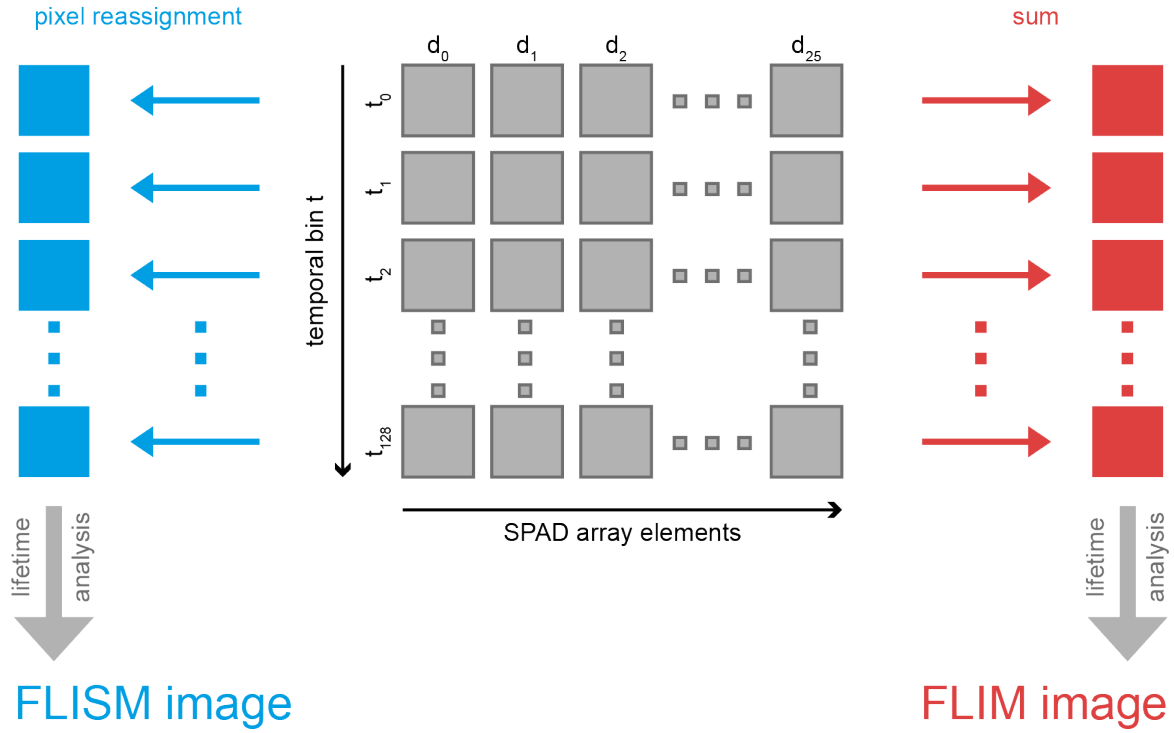 pixel reassignment
sum
d₀ d₁ d₂ d₂₅
t₀
t₁
t₂
t₁₂₈
temporal bin t
SPAD array elements
lifetime
analysis
lifetime
analysis
FLISM image
FLIM image